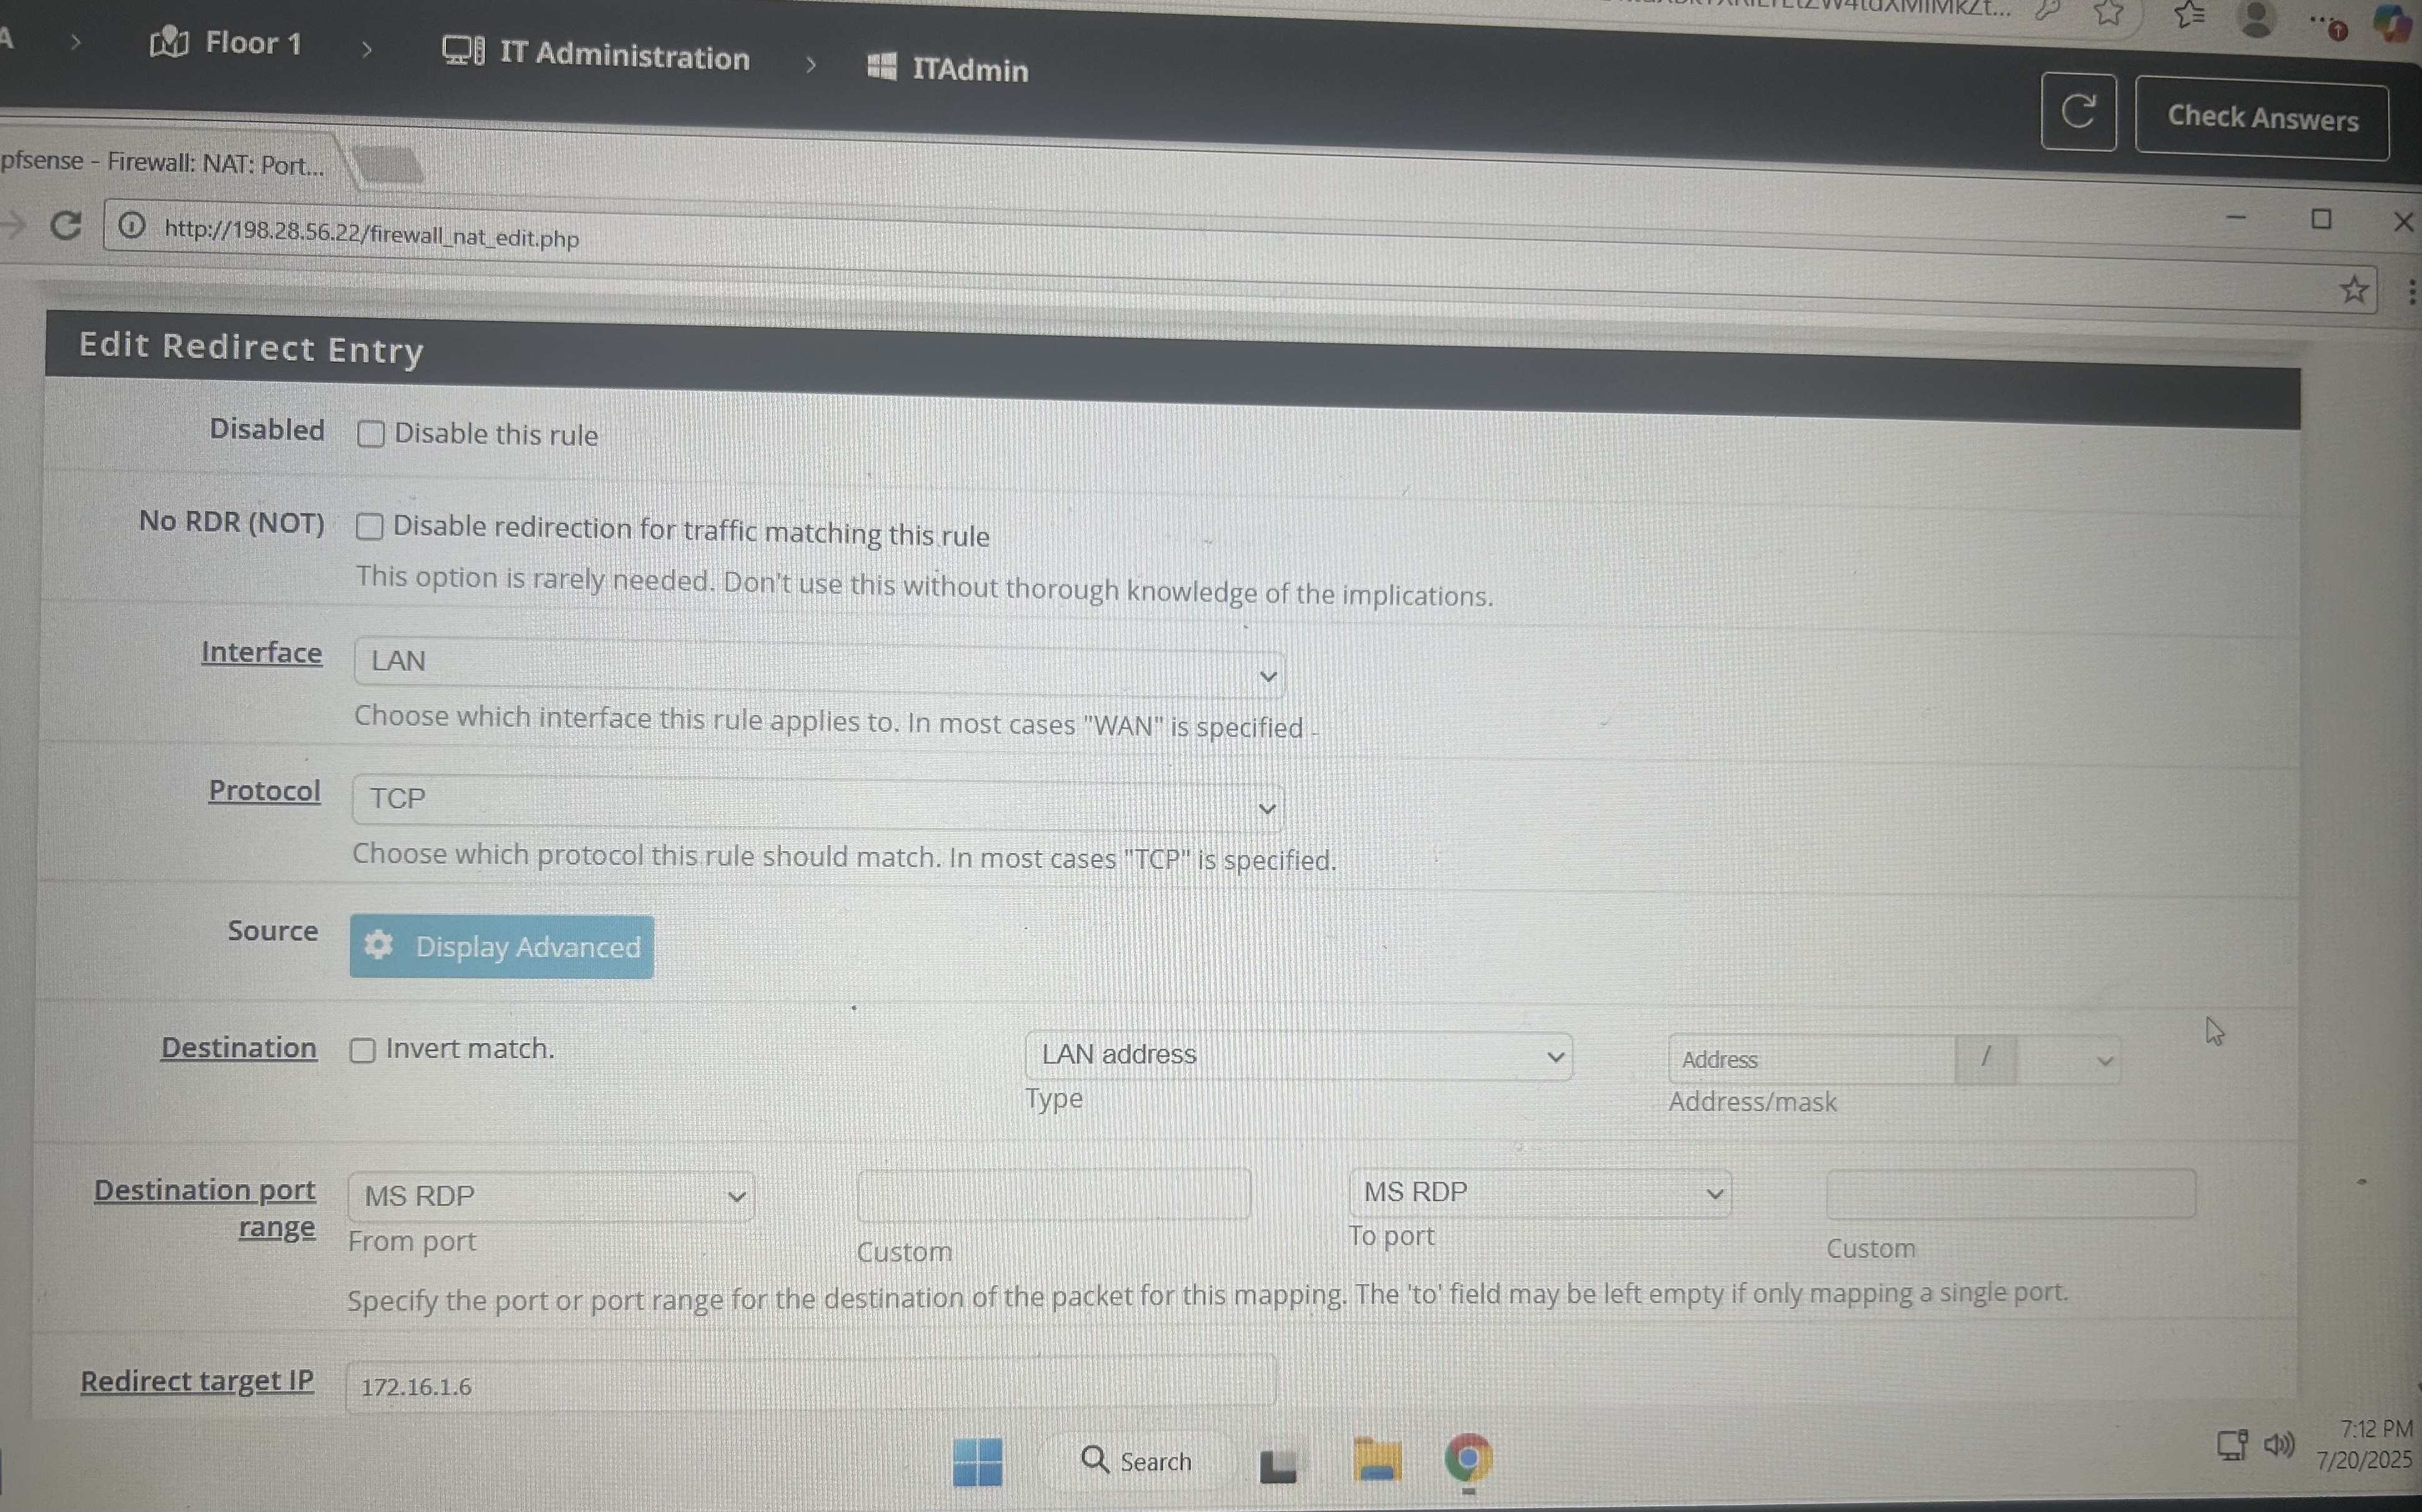 Floor 1
IT Administration
ITAdmin
Check Answers
pfsense - Firewall: NAT: Port...
http://198.28.56.22/firewall_nat_edit.php
Edit Redirect Entry
Disabled Disable this rule
No RDR (NOT) Disable redirection for traffic matching this rule
This option is rarely needed. Don't use this without thorough knowledge of the implications.
Interface LAN
Choose which interface this rule applies to. In most cases "WAN" is specified
Protocol TCP
Choose which protocol this rule should match. In most cases "TCP" is specified.
Source Display Advanced
Destination Invert match. LAN address Address /
Type Address/mask
Destination port range MS RDP MS RDP
From port Custom To port Custom
Specify the port or port range for the destination of the packet for this mapping. The 'to' field may be left empty if only mapping a single port.
Redirect target IP 172.16.1.6
Search
7:12 PM
7/20/2025